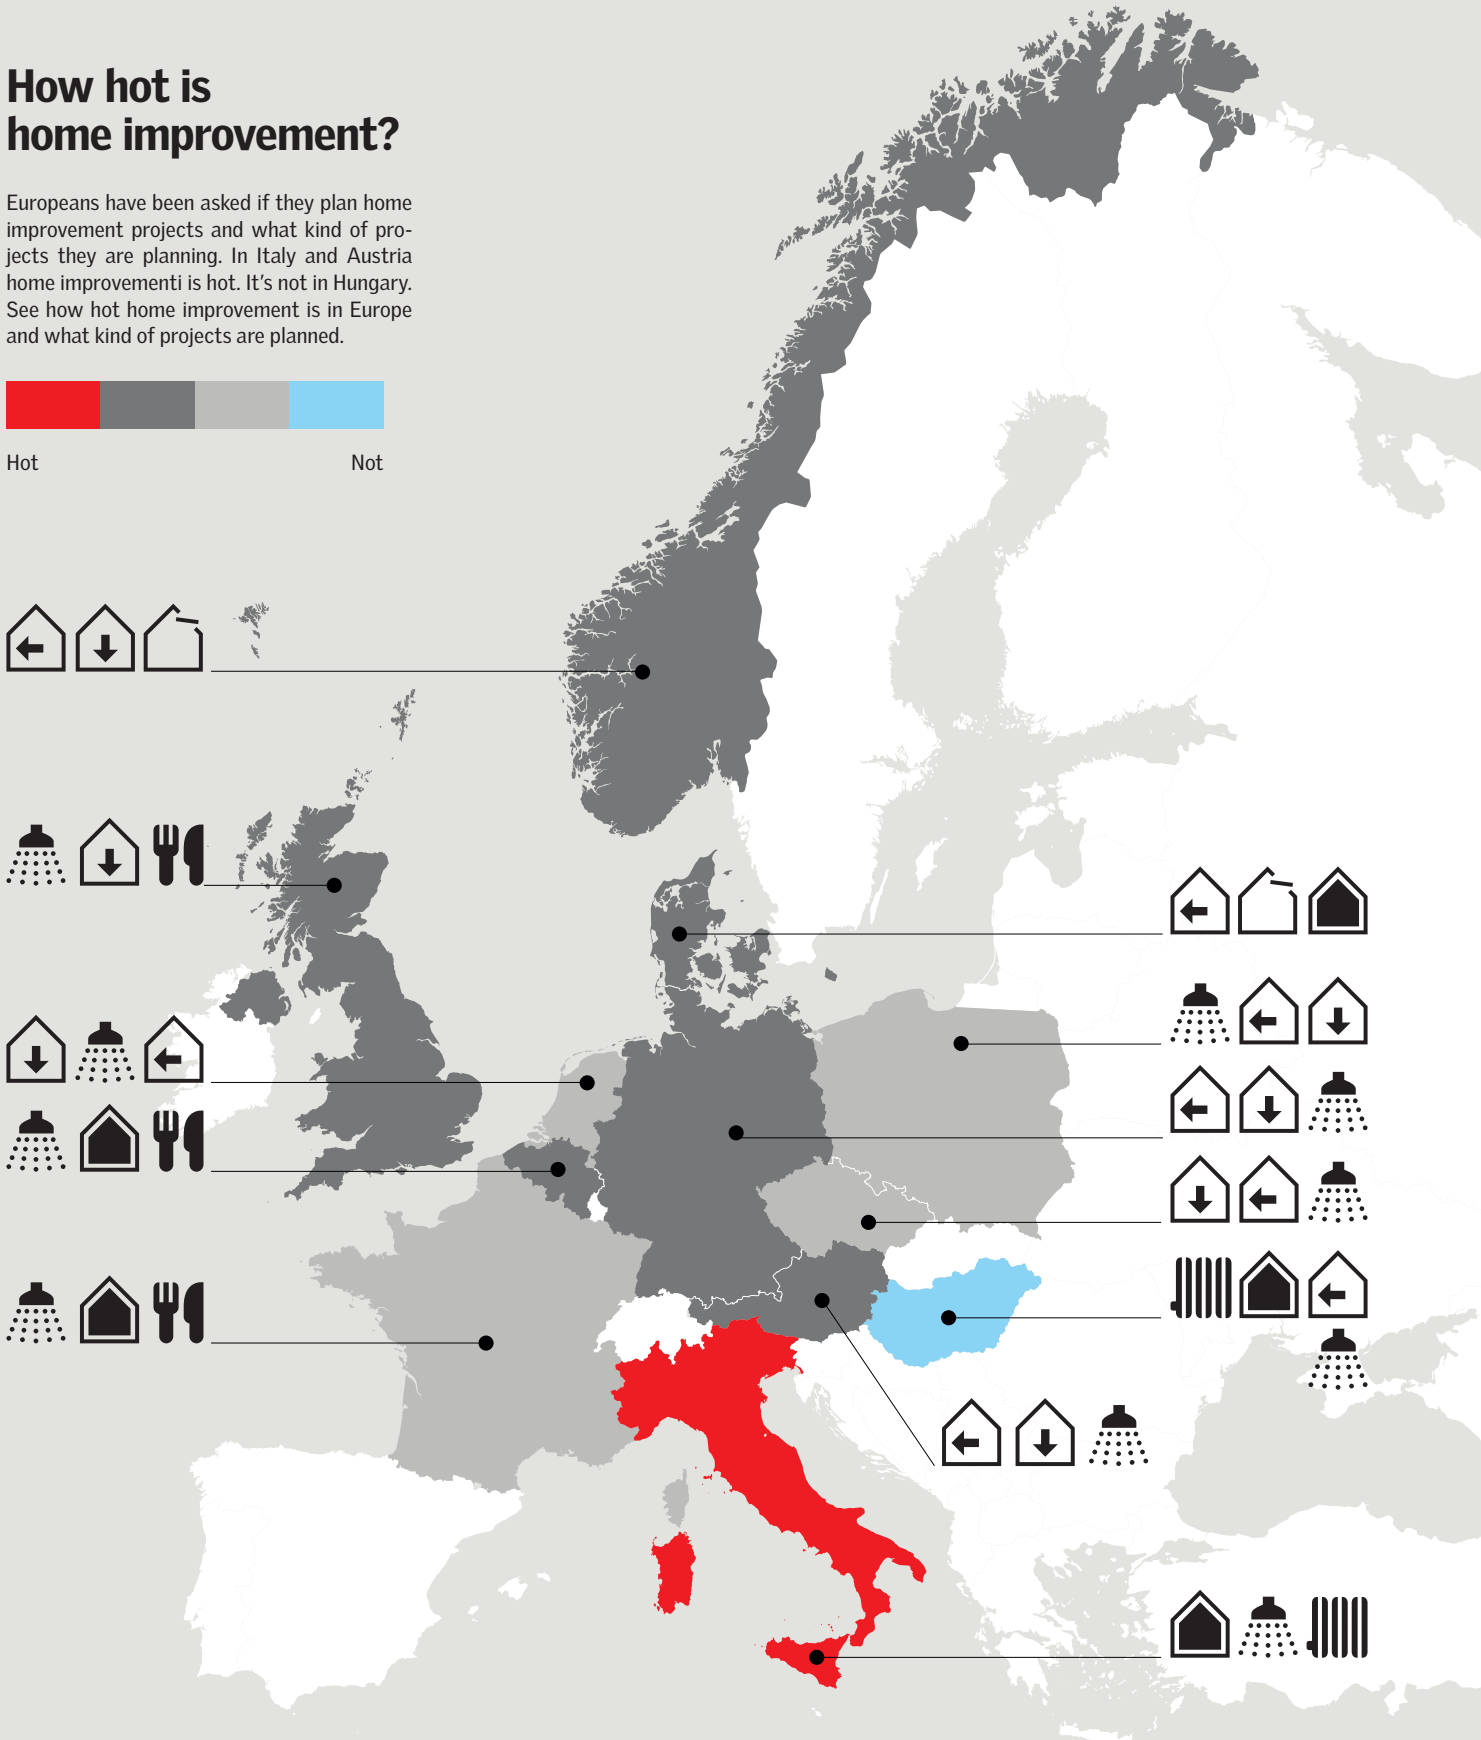 How hot is
home improvement?
Europeans have been asked if they plan home
improvement projects and what kind of pro-
jects they are planning. In Italy and Austria
home improvementi is hot. It's not in Hungary.
See how hot home improvement is in Europe
and what kind of projects are planned.
Hot Not